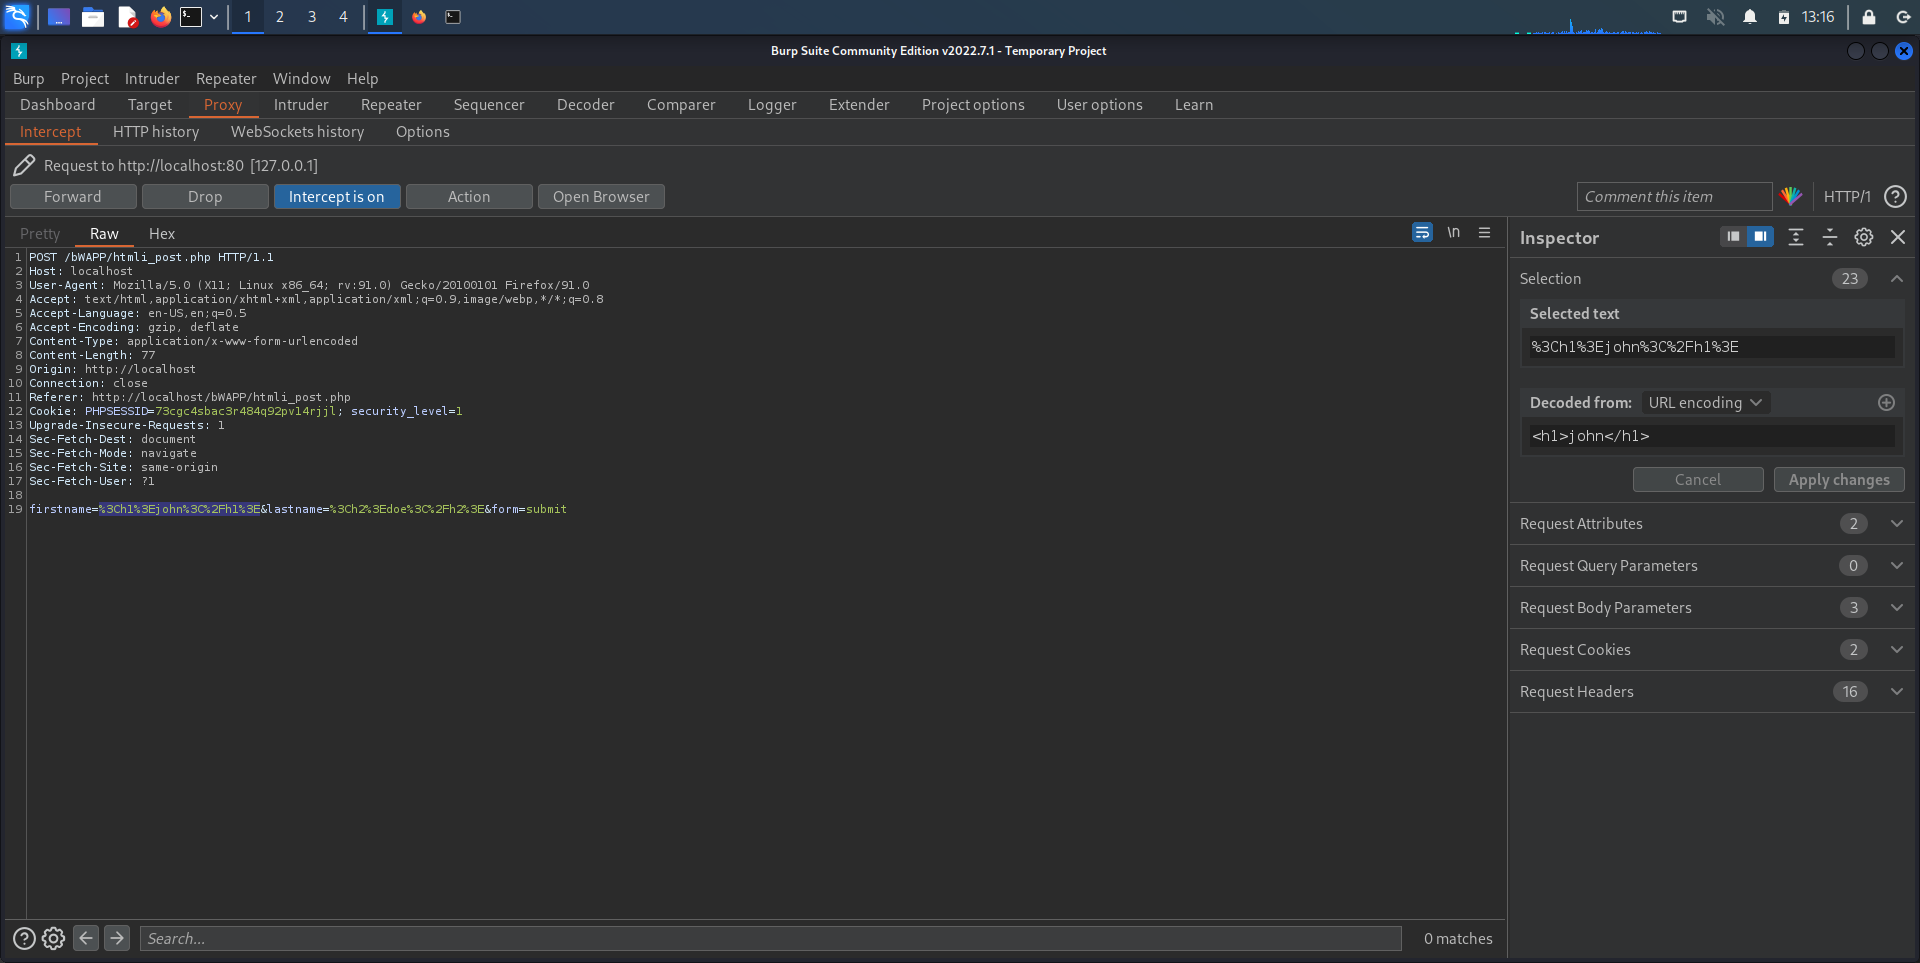 1 2 3 4 13:16
Burp Suite Community Edition v2022.7.1 - Temporary Project
Burp Project Intruder Repeater Window Help
Dashboard Target Proxy Intruder Repeater Sequencer Decoder Comparer Logger Extender Project options User options Learn
Intercept HTTP history WebSockets history Options
Request to http://localhost:80 [127.0.0.1]
Forward Drop Intercept is on Action Open Browser Comment this item HTTP/1 ?
Pretty Raw Hex \n
1 POST /bWAPP/htmli_post.php HTTP/1.1
2 Host: localhost
3 User-Agent: Mozilla/5.0 (X11; Linux x86_64; rv:91.0) Gecko/20100101 Firefox/91.0
4 Accept: text/html,application/xhtml+xml,application/xml;q=0.9,image/webp,*/*;q=0.8
5 Accept-Language: en-US,en;q=0.5
6 Accept-Encoding: gzip, deflate
7 Content-Type: application/x-www-form-urlencoded
8 Content-Length: 77
9 Origin: http://localhost
10 Connection: close
11 Referer: http://localhost/bWAPP/htmli_post.php
12 Cookie: PHPSESSID=73cgc4sbac3r484q92pv14rjjl; security_level=1
13 Upgrade-Insecure-Requests: 1
14 Sec-Fetch-Dest: document
15 Sec-Fetch-Mode: navigate
16 Sec-Fetch-Site: same-origin
17 Sec-Fetch-User: ?1
18
19 firstname=%3Ch1%3Ejohn%3C%2Fh1%3E&lastname=%3Ch2%3Edoe%3C%2Fh2%3E&form=submit
Inspector
Selection 23
Selected text
%3Ch1%3Ejohn%3C%2Fh1%3E
Decoded from: URL encoding
<h1>john</h1>
Cancel Apply changes
Request Attributes 2
Request Query Parameters 0
Request Body Parameters 3
Request Cookies 2
Request Headers 16
? Search... 0 matches